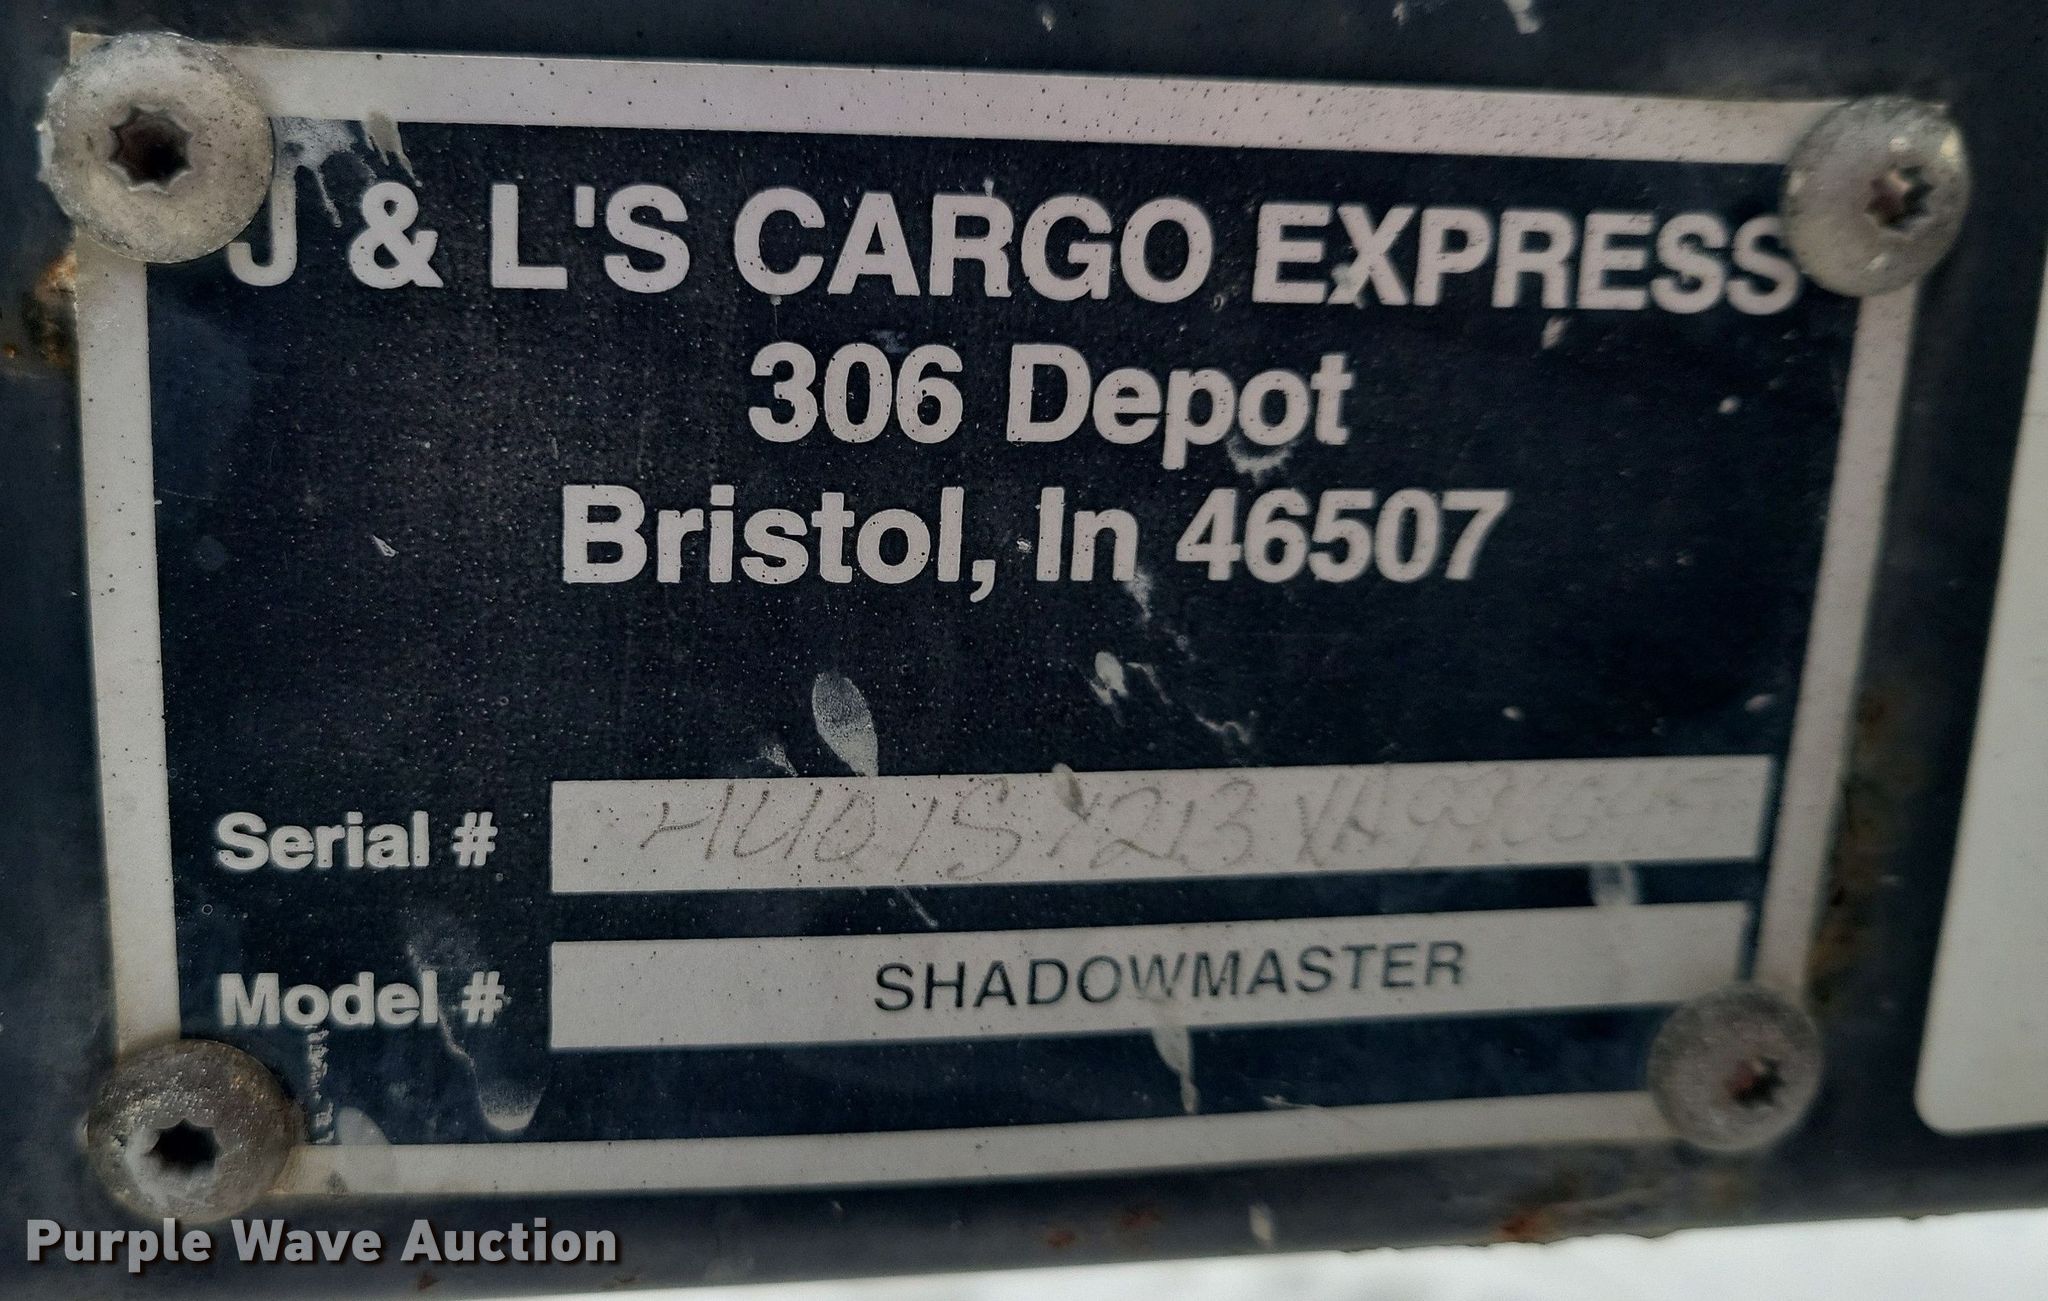 J & L'S CARGO EXPRESS
306 Depot
Bristol, In 46507
Serial #
Model # SHADOWMASTER
Purple Wave Auction